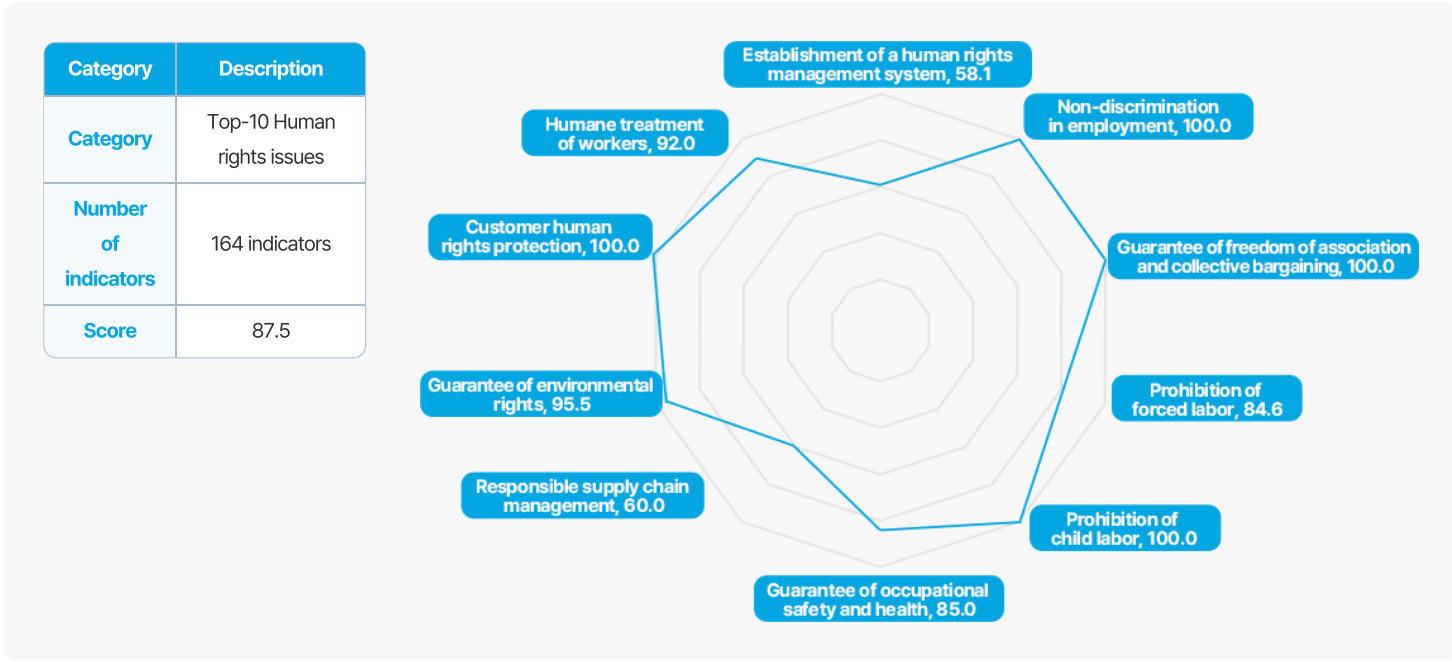 Category
Description
Category
Top-10 Human
rights issues
Number
of
indicators
164 indicators
Score
87.5
Establishment of a human rights
management system, 58.1
Non-discrimination
in employment, 100.0
Guarantee of freedom of association
and collective bargaining, 100.0
Prohibition of
forced labor, 84.6
Prohibition of
child labor, 100.0
Guarantee of occupational
safety and health, 85.0
Responsible supply chain
management, 60.0
Guarantee of environmental
rights, 95.5
Customer human
rights protection, 100.0
Humane treatment
of workers, 92.0